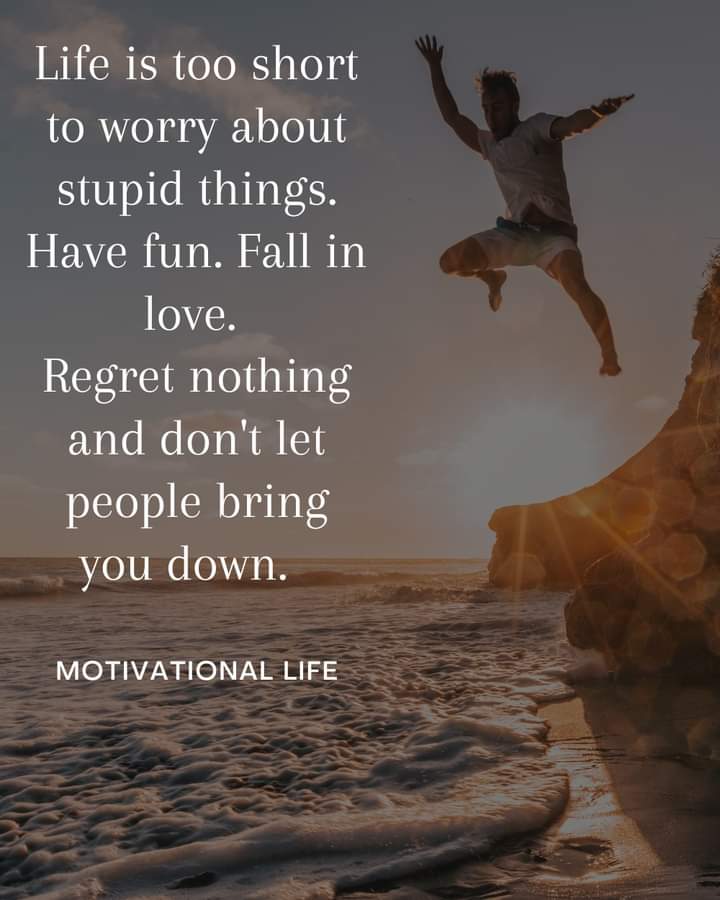 Life is too short
to worry about
stupid things.
Have fun. Fall in
love.
Regret nothing
and don't let
people bring
you down.
MOTIVATIONAL LIFE